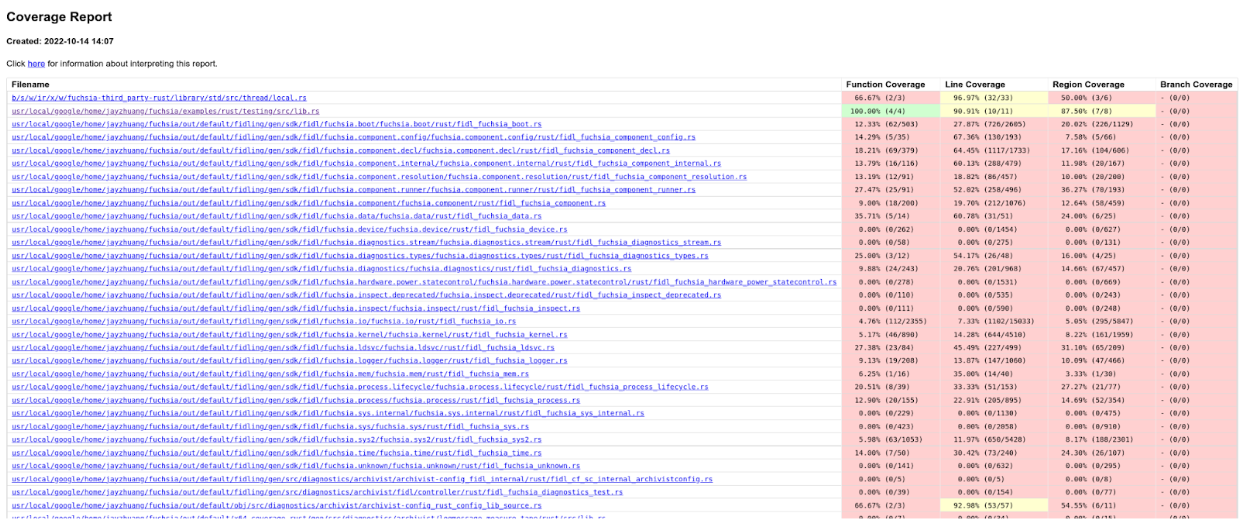 Coverage Report
Created: 2022-10-14 14:07
Click here for information about interpreting this report.
Filename Function Coverage Line Coverage Region Coverage Branch Coverage
b/s/w/ir/x/w/fuchsia-third_party-rust/library/std/src/thread/local.rs 66.67% (2/3) 96.97% (32/33) 50.00% (3/6) - (0/0)
usr/local/google/home/jayzhuang/fuchsia/examples/rust/testing/src/lib.rs 100.00% (4/4) 90.91% (10/11) 87.50% (7/8) - (0/0)
usr/local/google/home/jayzhuang/fuchsia/out/default/fidling/gen/sdk/fidl/fuchsia.boot/fuchsia.boot/rust/fidl_fuchsia_boot.rs 12.33% (62/503) 27.87% (726/2605) 20.02% (226/1129) - (0/0)
usr/local/google/home/jayzhuang/fuchsia/out/default/fidling/gen/sdk/fidl/fuchsia.component.config/fuchsia.component.config/rust/fidl_fuchsia_component_config.rs 14.29% (5/35) 67.36% (130/193) 7.58% (5/66) - (0/0)
usr/local/google/home/jayzhuang/fuchsia/out/default/fidling/gen/sdk/fidl/fuchsia.component.decl/fuchsia.component.decl/rust/fidl_fuchsia_component_decl.rs 18.21% (69/379) 64.45% (1117/1733) 17.16% (104/606) - (0/0)
usr/local/google/home/jayzhuang/fuchsia/out/default/fidling/gen/sdk/fidl/fuchsia.component.internal/fuchsia.component.internal/rust/fidl_fuchsia_component_internal.rs 13.79% (16/116) 60.13% (288/479) 11.98% (20/167) - (0/0)
usr/local/google/home/jayzhuang/fuchsia/out/default/fidling/gen/sdk/fidl/fuchsia.component.resolution/fuchsia.component.resolution/rust/fidl_fuchsia_component_resolution.rs 13.19% (12/91) 18.82% (86/457) 10.00% (20/200) - (0/0)
usr/local/google/home/jayzhuang/fuchsia/out/default/fidling/gen/sdk/fidl/fuchsia.component.runner/fuchsia.component.runner/rust/fidl_fuchsia_component_runner.rs 27.47% (25/91) 52.02% (258/496) 36.27% (70/193) - (0/0)
usr/local/google/home/jayzhuang/fuchsia/out/default/fidling/gen/sdk/fidl/fuchsia.component/fuchsia.component/rust/fidl_fuchsia_component.rs 9.00% (18/200) 19.70% (212/1076) 12.64% (58/459) - (0/0)
usr/local/google/home/jayzhuang/fuchsia/out/default/fidling/gen/sdk/fidl/fuchsia.data/fuchsia.data/rust/fidl_fuchsia_data.rs 35.71% (5/14) 60.78% (31/51) 24.00% (6/25) - (0/0)
usr/local/google/home/jayzhuang/fuchsia/out/default/fidling/gen/sdk/fidl/fuchsia.device/fuchsia.device/rust/fidl_fuchsia_device.rs 0.00% (0/262) 0.00% (0/1454) 0.00% (0/627) - (0/0)
usr/local/google/home/jayzhuang/fuchsia/out/default/fidling/gen/sdk/fidl/fuchsia.diagnostics.stream/fuchsia.diagnostics.stream/rust/fidl_fuchsia_diagnostics_stream.rs 0.00% (0/58) 0.00% (0/275) 0.00% (0/131) - (0/0)
usr/local/google/home/jayzhuang/fuchsia/out/default/fidling/gen/sdk/fidl/fuchsia.diagnostics.types/fuchsia.diagnostics.types/rust/fidl_fuchsia_diagnostics_types.rs 25.00% (3/12) 54.17% (26/48) 16.00% (4/25) - (0/0)
usr/local/google/home/jayzhuang/fuchsia/out/default/fidling/gen/sdk/fidl/fuchsia.diagnostics/fuchsia.diagnostics/rust/fidl_fuchsia_diagnostics.rs 9.88% (24/243) 20.76% (201/968) 14.66% (67/457) - (0/0)
usr/local/google/home/jayzhuang/fuchsia/out/default/fidling/gen/sdk/fidl/fuchsia.hardware.power.statecontrol/fuchsia.hardware.power.statecontrol/rust/fidl_fuchsia_hardware_power_statecontrol.rs 0.00% (0/278) 0.00% (0/1531) 0.00% (0/669) - (0/0)
usr/local/google/home/jayzhuang/fuchsia/out/default/fidling/gen/sdk/fidl/fuchsia.inspect.deprecated/fuchsia.inspect.deprecated/rust/fidl_fuchsia_inspect_deprecated.rs 0.00% (0/110) 0.00% (0/535) 0.00% (0/243) - (0/0)
usr/local/google/home/jayzhuang/fuchsia/out/default/fidling/gen/sdk/fidl/fuchsia.inspect/fuchsia.inspect/rust/fidl_fuchsia_inspect.rs 0.00% (0/111) 0.00% (0/590) 0.00% (0/248) - (0/0)
usr/local/google/home/jayzhuang/fuchsia/out/default/fidling/gen/sdk/fidl/fuchsia.io/fuchsia.io/rust/fidl_fuchsia_io.rs 4.76% (112/2355) 7.33% (1102/15033) 5.05% (295/5847) - (0/0)
usr/local/google/home/jayzhuang/fuchsia/out/default/fidling/gen/sdk/fidl/fuchsia.kernel/fuchsia.kernel/rust/fidl_fuchsia_kernel.rs 5.17% (46/890) 14.28% (644/4510) 8.22% (161/1959) - (0/0)
usr/local/google/home/jayzhuang/fuchsia/out/default/fidling/gen/sdk/fidl/fuchsia.ldsvc/fuchsia.ldsvc/rust/fidl_fuchsia_ldsvc.rs 27.38% (23/84) 45.49% (227/499) 31.10% (65/209) - (0/0)
usr/local/google/home/jayzhuang/fuchsia/out/default/fidling/gen/sdk/fidl/fuchsia.logger/fuchsia.logger/rust/fidl_fuchsia_logger.rs 9.13% (19/208) 13.87% (147/1060) 10.09% (47/466) - (0/0)
usr/local/google/home/jayzhuang/fuchsia/out/default/fidling/gen/sdk/fidl/fuchsia.mem/fuchsia.mem/rust/fidl_fuchsia_mem.rs 6.25% (1/16) 35.00% (14/40) 3.33% (1/30) - (0/0)
usr/local/google/home/jayzhuang/fuchsia/out/default/fidling/gen/sdk/fidl/fuchsia.process.lifecycle/fuchsia.process.lifecycle/rust/fidl_fuchsia_process_lifecycle.rs 20.51% (8/39) 33.33% (51/153) 27.27% (21/77) - (0/0)
usr/local/google/home/jayzhuang/fuchsia/out/default/fidling/gen/sdk/fidl/fuchsia.process/fuchsia.process/rust/fidl_fuchsia_process.rs 12.90% (20/155) 22.91% (205/895) 14.69% (52/354) - (0/0)
usr/local/google/home/jayzhuang/fuchsia/out/default/fidling/gen/sdk/fidl/fuchsia.sys.internal/fuchsia.sys.internal/rust/fidl_fuchsia_sys_internal.rs 0.00% (0/229) 0.00% (0/1130) 0.00% (0/475) - (0/0)
usr/local/google/home/jayzhuang/fuchsia/out/default/fidling/gen/sdk/fidl/fuchsia.sys/fuchsia.sys/rust/fidl_fuchsia_sys.rs 0.00% (0/423) 0.00% (0/2058) 0.00% (0/910) - (0/0)
usr/local/google/home/jayzhuang/fuchsia/out/default/fidling/gen/sdk/fidl/fuchsia.sys2/fuchsia.sys2/rust/fidl_fuchsia_sys2.rs 5.98% (63/1053) 11.97% (650/5428) 8.17% (188/2301) - (0/0)
usr/local/google/home/jayzhuang/fuchsia/out/default/fidling/gen/sdk/fidl/fuchsia.time/fuchsia.time/rust/fidl_fuchsia_time.rs 14.00% (7/50) 30.42% (73/240) 24.30% (26/107) - (0/0)
usr/local/google/home/jayzhuang/fuchsia/out/default/fidling/gen/sdk/fidl/fuchsia.unknown/fuchsia.unknown/rust/fidl_fuchsia_unknown.rs 0.00% (0/141) 0.00% (0/632) 0.00% (0/295) - (0/0)
usr/local/google/home/jayzhuang/fuchsia/out/default/fidling/gen/src/diagnostics/archivist/archivist-config_fidl_internal/rust/fidl_cf_sc_internal_archivistconfig.rs 0.00% (0/5) 0.00% (0/5) 0.00% (0/8) - (0/0)
usr/local/google/home/jayzhuang/fuchsia/out/default/fidling/gen/src/diagnostics/archivist/fidl/controller/rust/fidl_fuchsia_diagnostics_test.rs 0.00% (0/39) 0.00% (0/154) 0.00% (0/77) - (0/0)
usr/local/google/home/jayzhuang/fuchsia/out/default/obj/src/diagnostics/archivist/archivist-config_rust_config_lib_source.rs 66.67% (2/3) 92.98% (53/57) 54.55% (6/11) - (0/0)